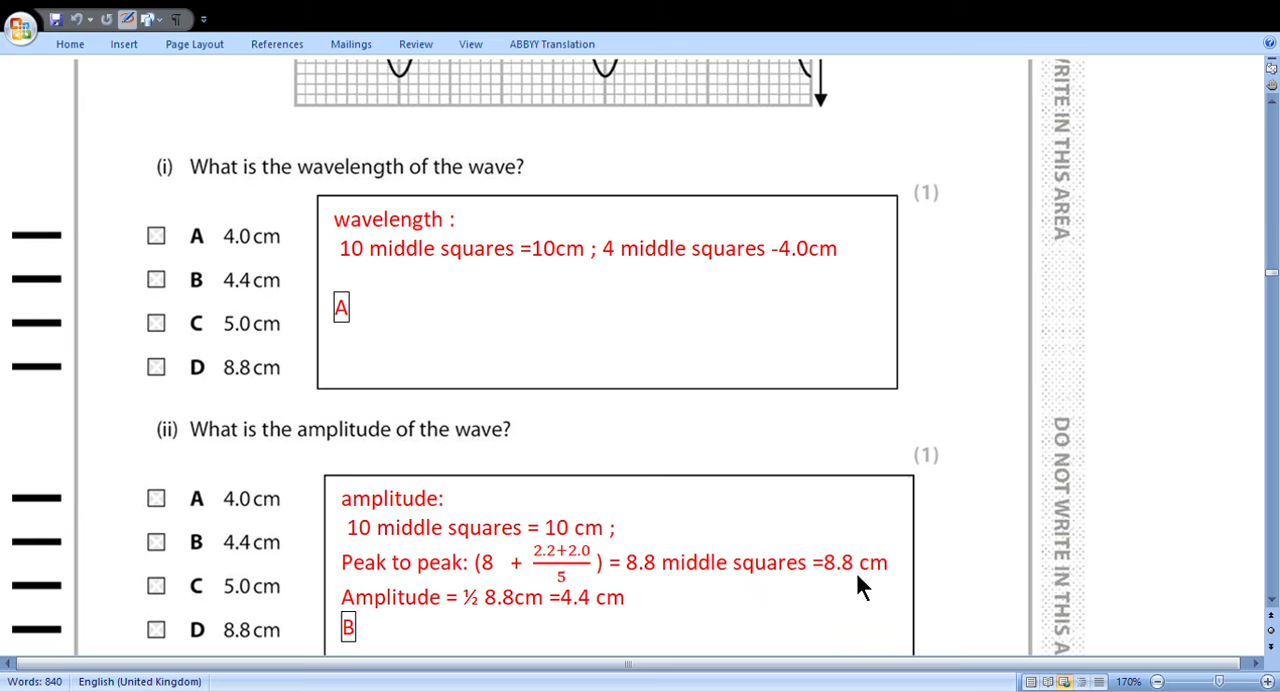 Home Insert Page Layout References Mailings Review View ABBYY Translation
(i) What is the wavelength of the wave?
(1)
A 4.0 cm
B 4.4 cm
C 5.0 cm
D 8.8 cm
wavelength :
10 middle squares =10cm ; 4 middle squares -4.0cm
A
(ii) What is the amplitude of the wave?
(1)
A 4.0 cm
B 4.4 cm
C 5.0 cm
D 8.8 cm
amplitude:
10 middle squares = 10 cm ;
Peak to peak: (8 + 2.2+2.0/5 ) = 8.8 middle squares =8.8 cm
Amplitude = ½ 8.8cm =4.4 cm
B
RITE IN THIS AREA
DO NOT WRITE IN THIS A
Words: 840 English (United Kingdom) 170%